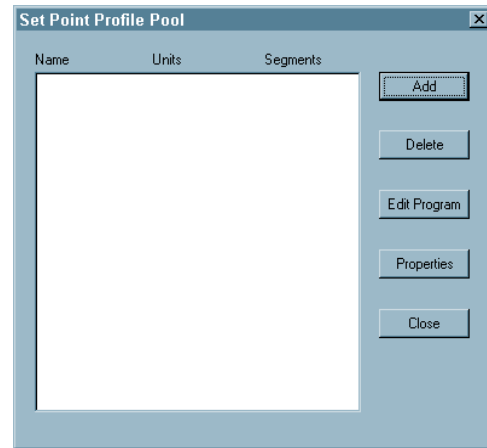 Set Point Profile Pool
Name Units Segments
Add
Delete
Edit Program
Properties
Close